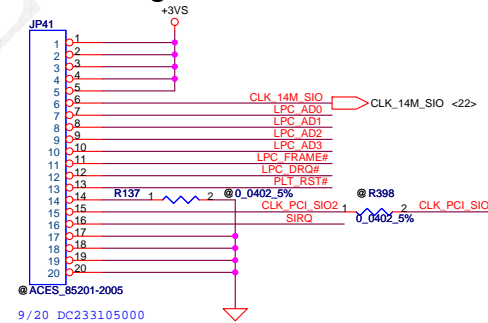 +3VS
JP41
1 1
2 2
3 3
4 4
5 5
6 6 CLK_14M_SIO CLK_14M_SIO <22>
7 7 LPC_AD0
8 8 LPC_AD1
9 9 LPC_AD2
10 10 LPC_AD3
11 11 LPC_FRAME#
12 12 LPC_DRQ#
13 13 PLT_RST#
14 14 R137 1 2 @ 0_0402_5% @ R398
15 15 CLK_PCI_SIO2 1 2 CLK_PCI_SIO
16 16 SIRQ 0_0402_5%
17 17
18 18
19 19
20 20
@ ACES_85201-2005
9/20 DC233105000